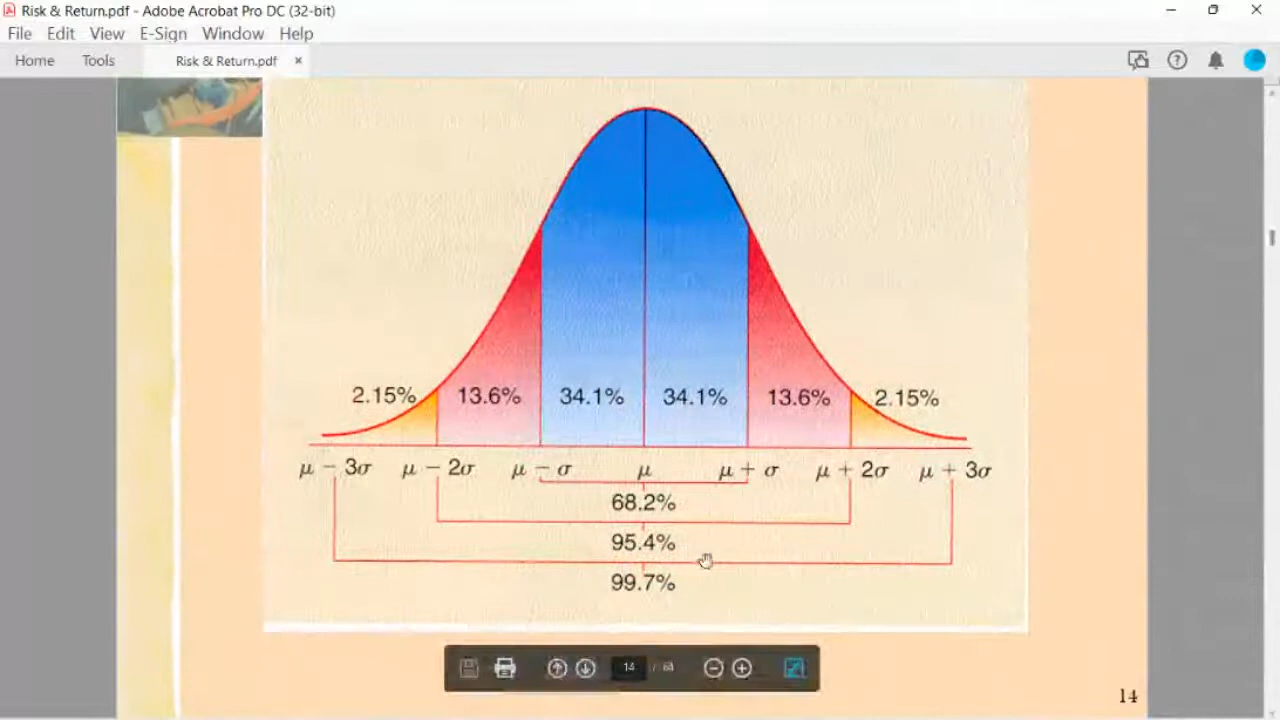 Risk & Return.pdf - Adobe Acrobat Pro DC (32-bit)
File Edit View E-Sign Window Help
Home Tools Risk & Return.pdf ×
2.15% 13.6% 34.1% 34.1% 13.6% 2.15%
μ − 3σ μ − 2σ μ − σ μ μ + σ μ + 2σ μ + 3σ
68.2%
95.4%
99.7%
14 / 64
14